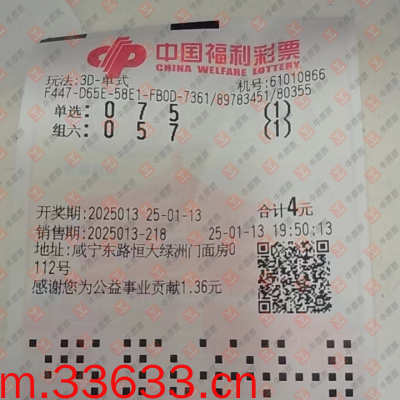 中国福利彩票
CHINA WELFARE LOTTERY
玩法:3D-单式 机号:61010866
F447-D65E-58E1-FB0D-7361/89783451/80355
单选: 0 7 5 (1)
组六: 0 5 7 (1)
开奖期:2025013 25-01-13 合计4元
销售期:2025013-218 25-01-13 19:50:13
地址:咸宁东路恒大绿洲门面房0
112号
感谢您为公益事业贡献1.36元
m.33633.cn